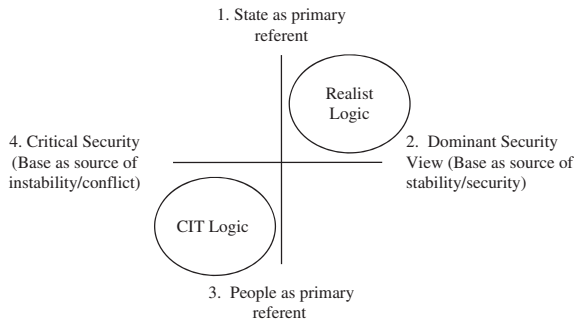 1. State as primary
referent
Realist
Logic
4. Critical Security
(Base as source of
instability/conflict)
2. Dominant Security
View (Base as source of
stability/security)
CIT Logic
3. People as primary
referent